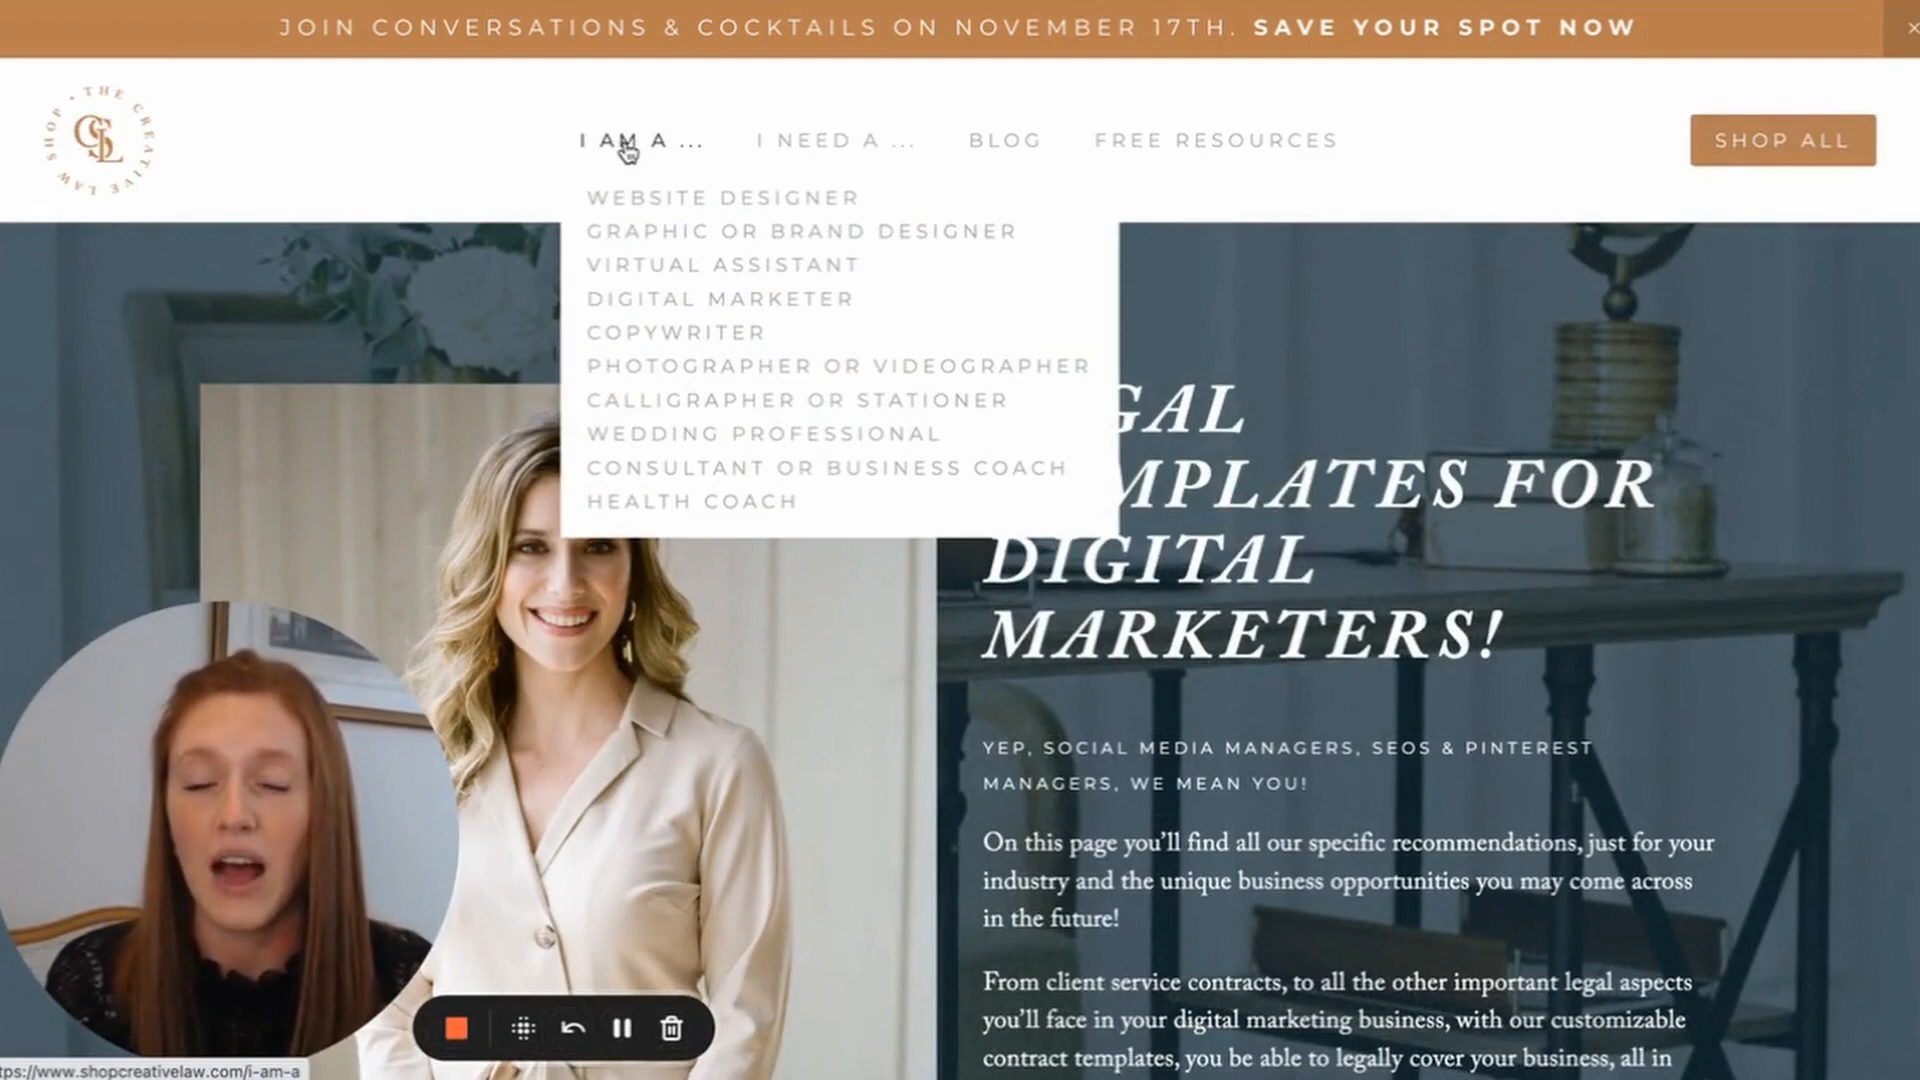 JOIN CONVERSATIONS & COCKTAILS ON NOVEMBER 17TH. SAVE YOUR SPOT NOW
THE CREATIVE LAW SHOP
CSL
I AM A ... I NEED A ... BLOG FREE RESOURCES SHOP ALL
WEBSITE DESIGNER
GRAPHIC OR BRAND DESIGNER
VIRTUAL ASSISTANT
DIGITAL MARKETER
COPYWRITER
PHOTOGRAPHER OR VIDEOGRAPHER
CALLIGRAPHER OR STATIONER
WEDDING PROFESSIONAL
CONSULTANT OR BUSINESS COACH
HEALTH COACH
GAL
MPLATES FOR
DIGITAL
MARKETERS!
YEP, SOCIAL MEDIA MANAGERS, SEOS & PINTEREST
MANAGERS, WE MEAN YOU!
On this page you'll find all our specific recommendations, just for your
industry and the unique business opportunities you may come across
in the future!
From client service contracts, to all the other important legal aspects
you'll face in your digital marketing business, with our customizable
contract templates, you be able to legally cover your business, all in
tps://www.shopcreativelaw.com/i-am-a